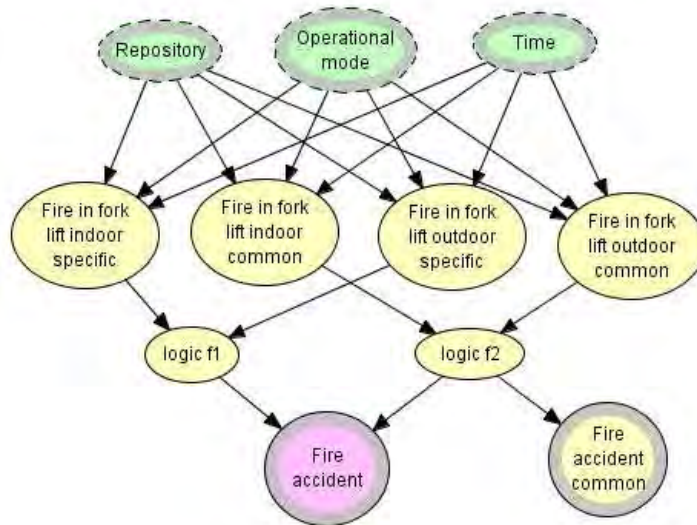 Repository
Operational
mode
Time
Fire in fork
lift indoor
specific
Fire in fork
lift indoor
common
Fire in fork
lift outdoor
specific
Fire in fork
lift outdoor
common
logic f1
logic f2
Fire
accident
Fire
accident
common